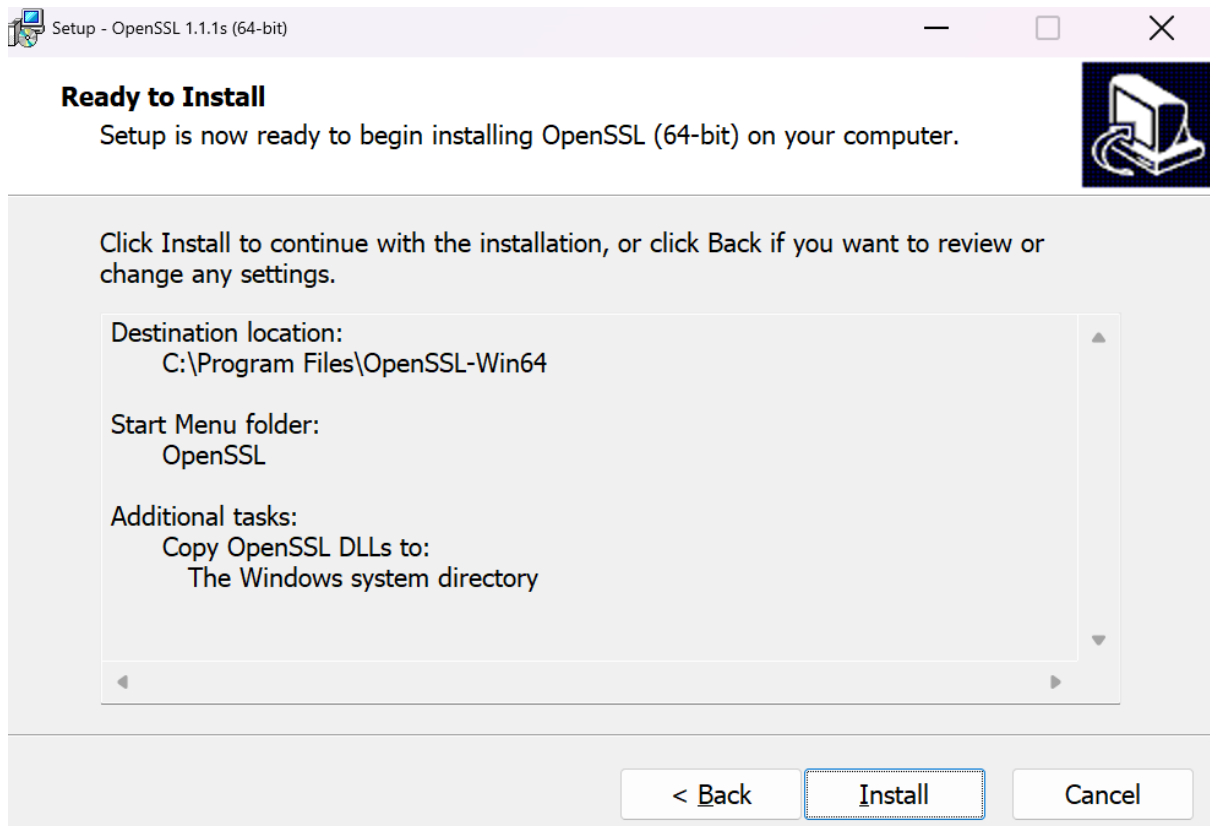 Setup - OpenSSL 1.1.1s (64-bit)
Ready to Install
Setup is now ready to begin installing OpenSSL (64-bit) on your computer.
Click Install to continue with the installation, or click Back if you want to review or
change any settings.
Destination location:
C:\Program Files\OpenSSL-Win64
Start Menu folder:
OpenSSL
Additional tasks:
Copy OpenSSL DLLs to:
The Windows system directory
< Back
Install
Cancel